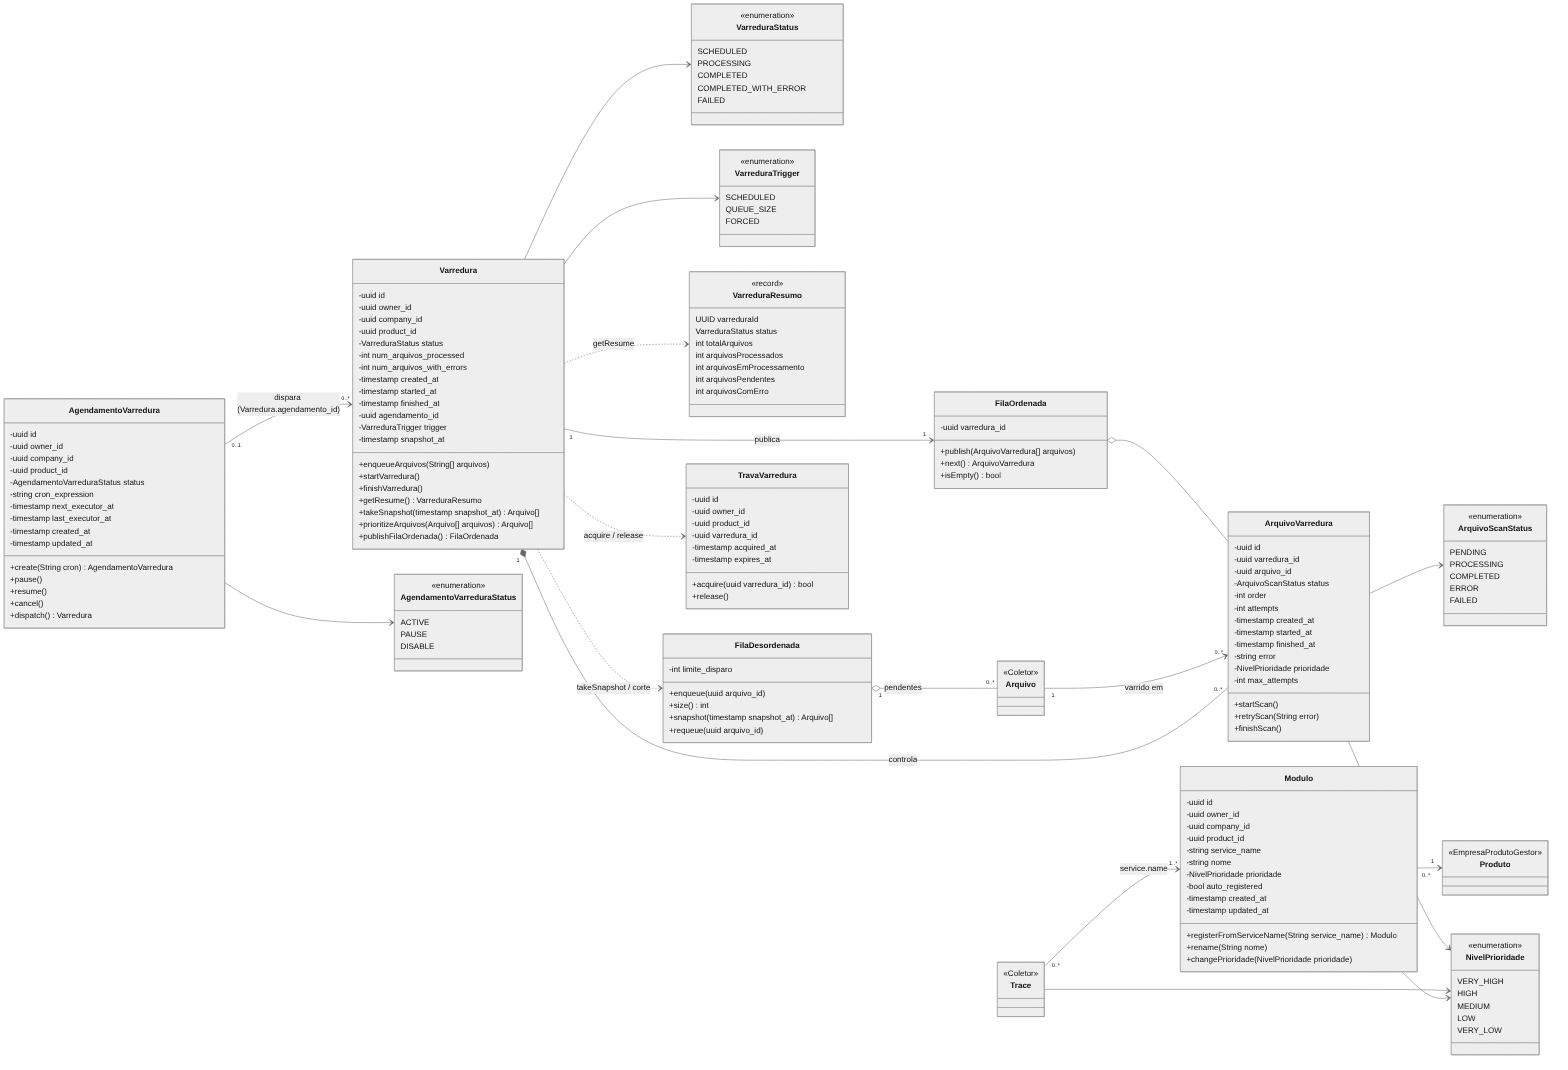 «enumeration»
VarreduraStatus
SCHEDULED
PROCESSING
COMPLETED
COMPLETED_WITH_ERROR
FAILED
«enumeration»
VarreduraTrigger
SCHEDULED
QUEUE_SIZE
FORCED
Varredura
-uuid id
-uuid owner_id
-uuid company_id
-uuid product_id
-VarreduraStatus status
-int num_arquivos_processed
-int num_arquivos_with_errors
-timestamp created_at
-timestamp started_at
-timestamp finished_at
-uuid agendamento_id
-VarreduraTrigger trigger
-timestamp snapshot_at
+enqueueArquivos(String[] arquivos)
+startVarredura()
+finishVarredura()
+getResume() : VarreduraResumo
+takeSnapshot(timestamp snapshot_at) : Arquivo[]
+prioritizeArquivos(Arquivo[] arquivos) : Arquivo[]
+publishFilaOrdenada() : FilaOrdenada
«record»
VarreduraResumo
UUID varreduraId
VarreduraStatus status
int totalArquivos
int arquivosProcessados
int arquivosEmProcessamento
int arquivosPendentes
int arquivosComErro
getResume
dispara
(Varredura.agendamento_id)
0..*
0..1
AgendamentoVarredura
-uuid id
-uuid owner_id
-uuid company_id
-uuid product_id
-AgendamentoVarreduraStatus status
-string cron_expression
-timestamp next_executor_at
-timestamp last_executor_at
-timestamp created_at
-timestamp updated_at
+create(String cron) : AgendamentoVarredura
+pause()
+resume()
+cancel()
+dispatch() : Varredura
1
publica
1
FilaOrdenada
-uuid varredura_id
+publish(ArquivoVarredura[] arquivos)
+next() : ArquivoVarredura
+isEmpty() : bool
TravaVarredura
-uuid id
-uuid owner_id
-uuid product_id
-uuid varredura_id
-timestamp acquired_at
-timestamp expires_at
+acquire(uuid varredura_id) : bool
+release()
acquire / release
1
«enumeration»
AgendamentoVarreduraStatus
ACTIVE
PAUSE
DISABLE
takeSnapshot / corte
FilaDesordenada
-int limite_disparo
+enqueue(uuid arquivo_id)
+size() : int
+snapshot(timestamp snapshot_at) : Arquivo[]
+requeue(uuid arquivo_id)
1
pendentes
0..*
«Coletor»
Arquivo
1
varrido em
0..*
controla
0..*
ArquivoVarredura
-uuid id
-uuid varredura_id
-uuid arquivo_id
-ArquivoScanStatus status
-int order
-int attempts
-timestamp created_at
-timestamp started_at
-timestamp finished_at
-string error
-NivelPrioridade prioridade
-int max_attempts
+startScan()
+retryScan(String error)
+finishScan()
«enumeration»
ArquivoScanStatus
PENDING
PROCESSING
COMPLETED
ERROR
FAILED
Modulo
-uuid id
-uuid owner_id
-uuid company_id
-uuid product_id
-string service_name
-string nome
-NivelPrioridade prioridade
-bool auto_registered
-timestamp created_at
-timestamp updated_at
+registerFromServiceName(String service_name) : Modulo
+rename(String nome)
+changePrioridade(NivelPrioridade prioridade)
service.name
1..*
0..*
«Coletor»
Trace
1
0..*
«EmpresaProdutoGestor»
Produto
«enumeration»
NivelPrioridade
VERY_HIGH
HIGH
MEDIUM
LOW
VERY_LOW